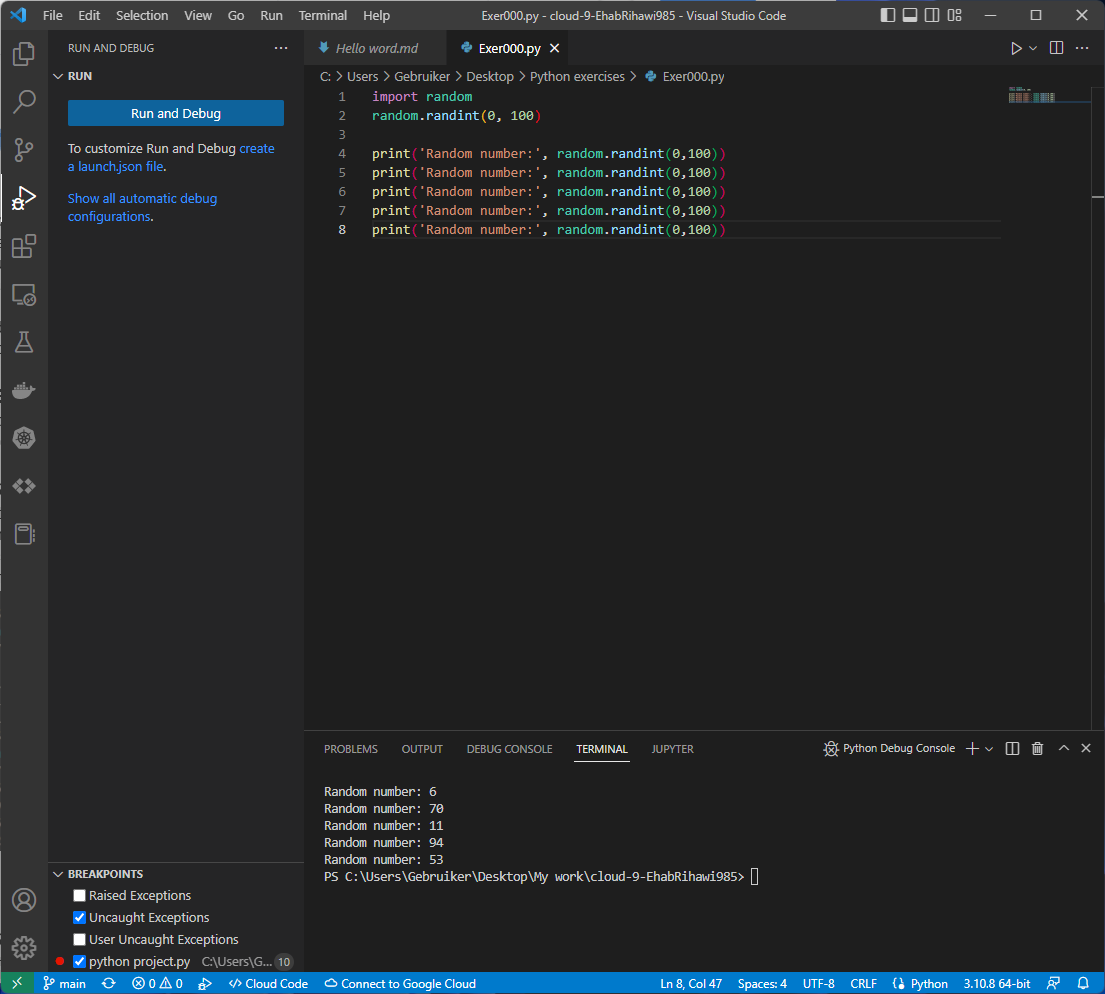 File Edit Selection View Go Run Terminal Help Exer000.py - cloud-9-EhabRihawi985 - Visual Studio Code
RUN AND DEBUG ···
RUN
Run and Debug
To customize Run and Debug create
a launch.json file.
Show all automatic debug
configurations.
Hello word.md Exer000.py
C: > Users > Gebruiker > Desktop > Python exercises > Exer000.py
1 import random
2 random.randint(0, 100)
3
4 print('Random number:', random.randint(0,100))
5 print('Random number:', random.randint(0,100))
6 print('Random number:', random.randint(0,100))
7 print('Random number:', random.randint(0,100))
8 print('Random number:', random.randint(0,100))
PROBLEMS OUTPUT DEBUG CONSOLE TERMINAL JUPYTER Python Debug Console
Random number: 6
Random number: 70
Random number: 11
Random number: 94
Random number: 53
PS C:\Users\Gebruiker\Desktop\My work\cloud-9-EhabRihawi985>
BREAKPOINTS
Raised Exceptions
Uncaught Exceptions
User Uncaught Exceptions
python project.py C:\Users\G... 10
main 0 0 Cloud Code Connect to Google Cloud Ln 8, Col 47 Spaces: 4 UTF-8 CRLF Python 3.10.8 64-bit